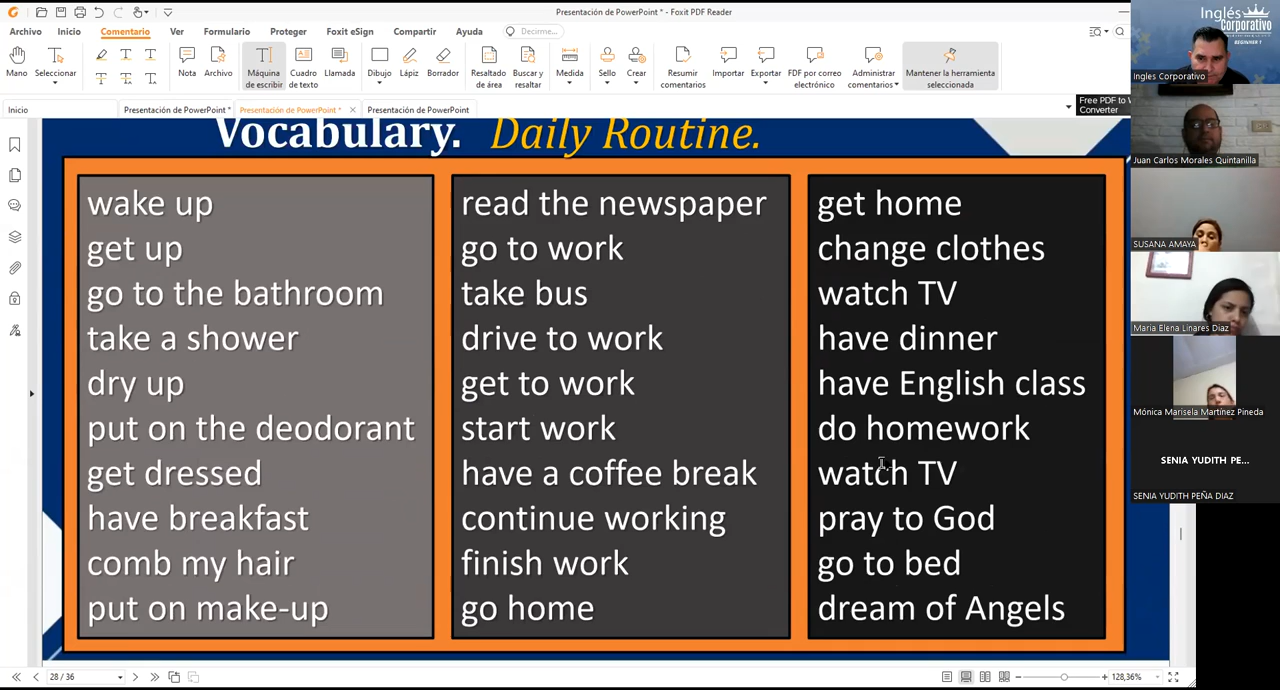 Presentación de PowerPoint * - Foxit PDF Reader
Archivo Inicio Comentario Ver Formulario Proteger Foxit eSign Compartir Ayuda Decirme...
Mano Seleccionar Nota Archivo Máquina de escribir Cuadro de texto Llamada Dibujo Lápiz Borrador Resaltado de área Buscar y resaltar Medida Sello Crear Resumir comentarios Importar Exportar PDF por correo electrónico Administrar comentarios Mantener la herramienta seleccionada
Inicio Presentación de PowerPoint * Presentación de PowerPoint * Presentación de PowerPoint
Free PDF to W
Converter
Vocabulary. Daily Routine.
wake up
get up
go to the bathroom
take a shower
dry up
put on the deodorant
get dressed
have breakfast
comb my hair
put on make-up
read the newspaper
go to work
take bus
drive to work
get to work
start work
have a coffee break
continue working
finish work
go home
get home
change clothes
watch TV
have dinner
have English class
do homework
watch TV
pray to God
go to bed
dream of Angels
Inglés
Corporativo
BEGINNER 1
Ingles Corporativo
Juan Carlos Morales Quintanilla
SUSANA AMAYA
Maria Elena Linares Diaz
Mónica Marisela Martínez Pineda
SENIA YUDITH PE...
SENIA YUDITH PEÑA DIAZ
28 / 36
128,36%